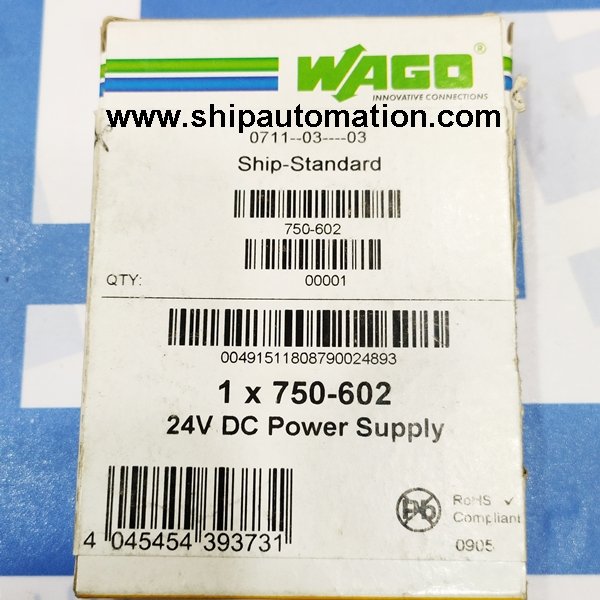 WAGO®
INNOVATIVE CONNECTIONS
www.shipautomation.com
0711--03----03
Ship-Standard
750-602
QTY: 00001
00491511808790024893
1 x 750-602
24V DC Power Supply
4 045454 393731
Pb
RoHS ✓
Compliant
0905